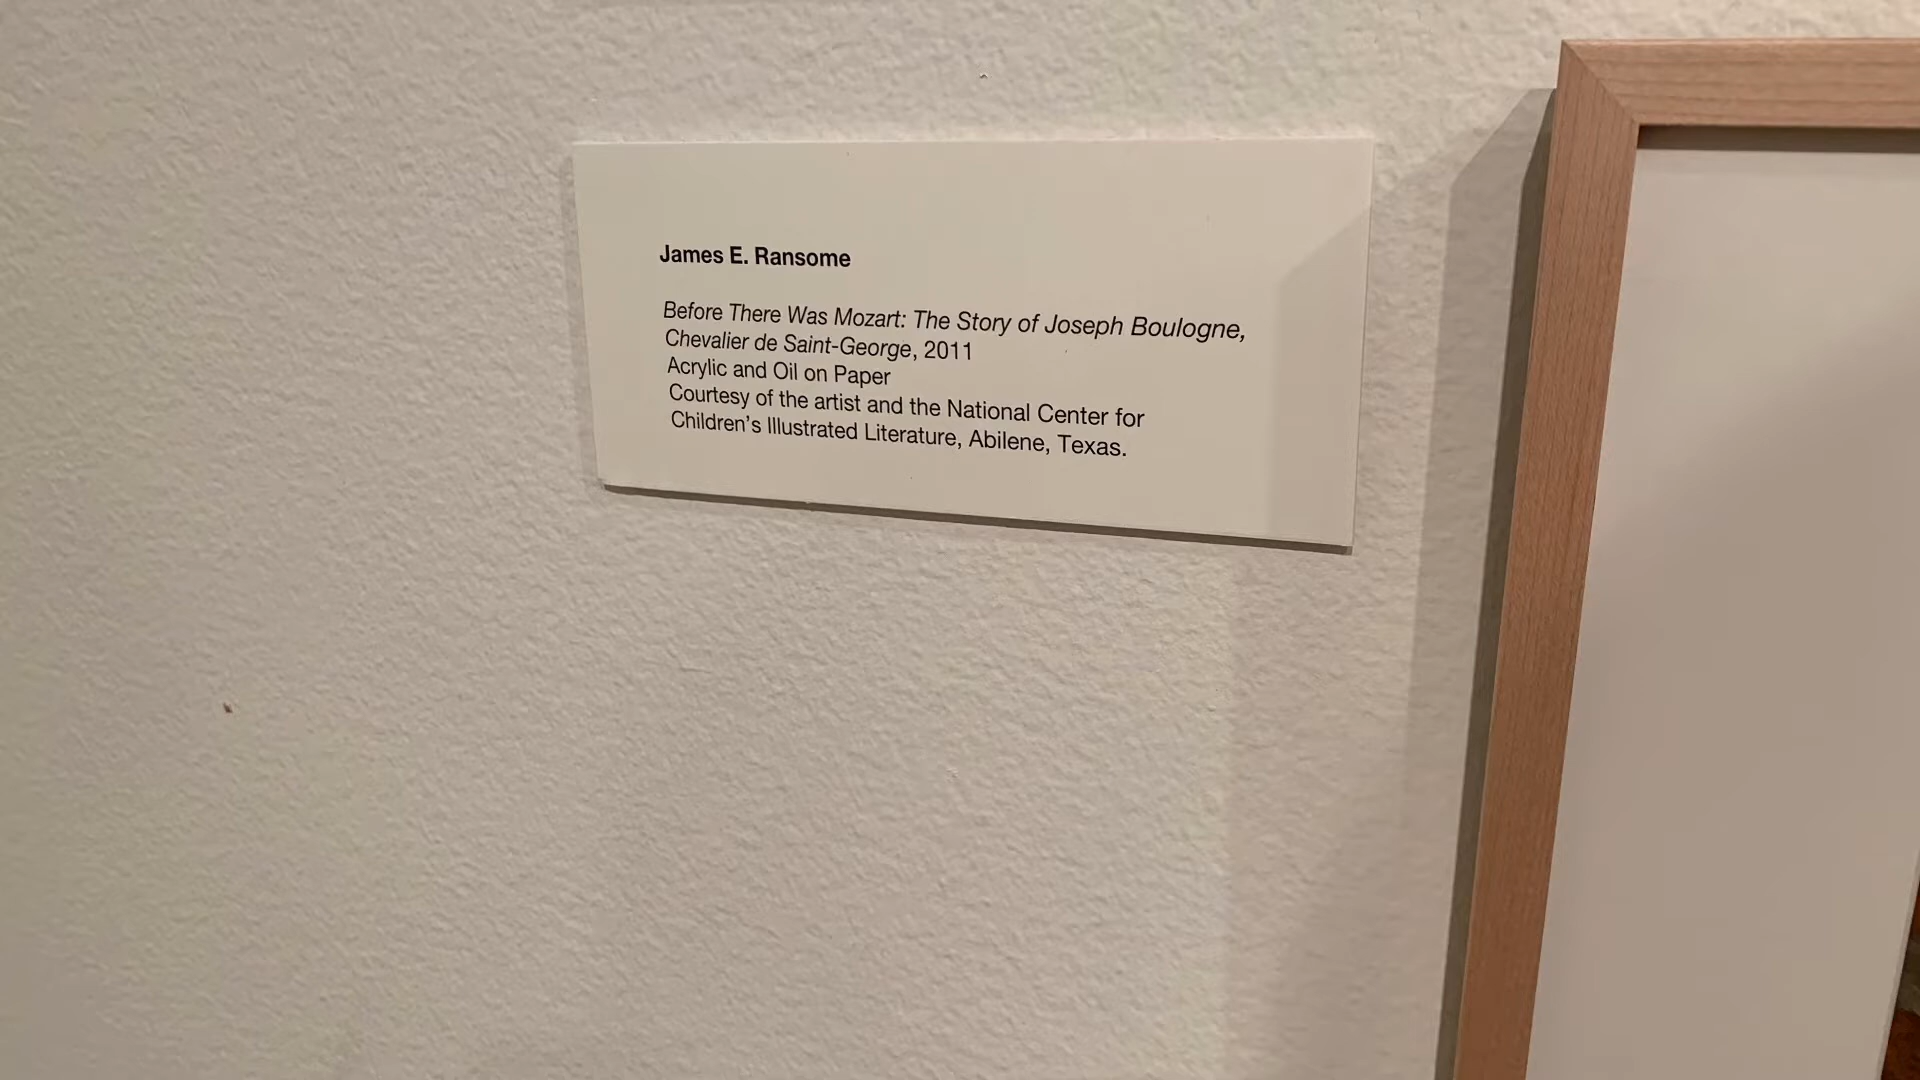 James E. Ransome
Before There Was Mozart: The Story of Joseph Boulogne,
Chevalier de Saint-George, 2011
Acrylic and Oil on Paper
Courtesy of the artist and the National Center for
Children's Illustrated Literature, Abilene, Texas.